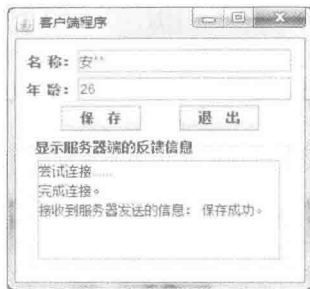 客户端程序
名 称: 安**
年 龄: 26
保 存 退 出
显示服务器端的反馈信息
尝试连接......
完成连接。
接收到服务器发送的信息: 保存成功。